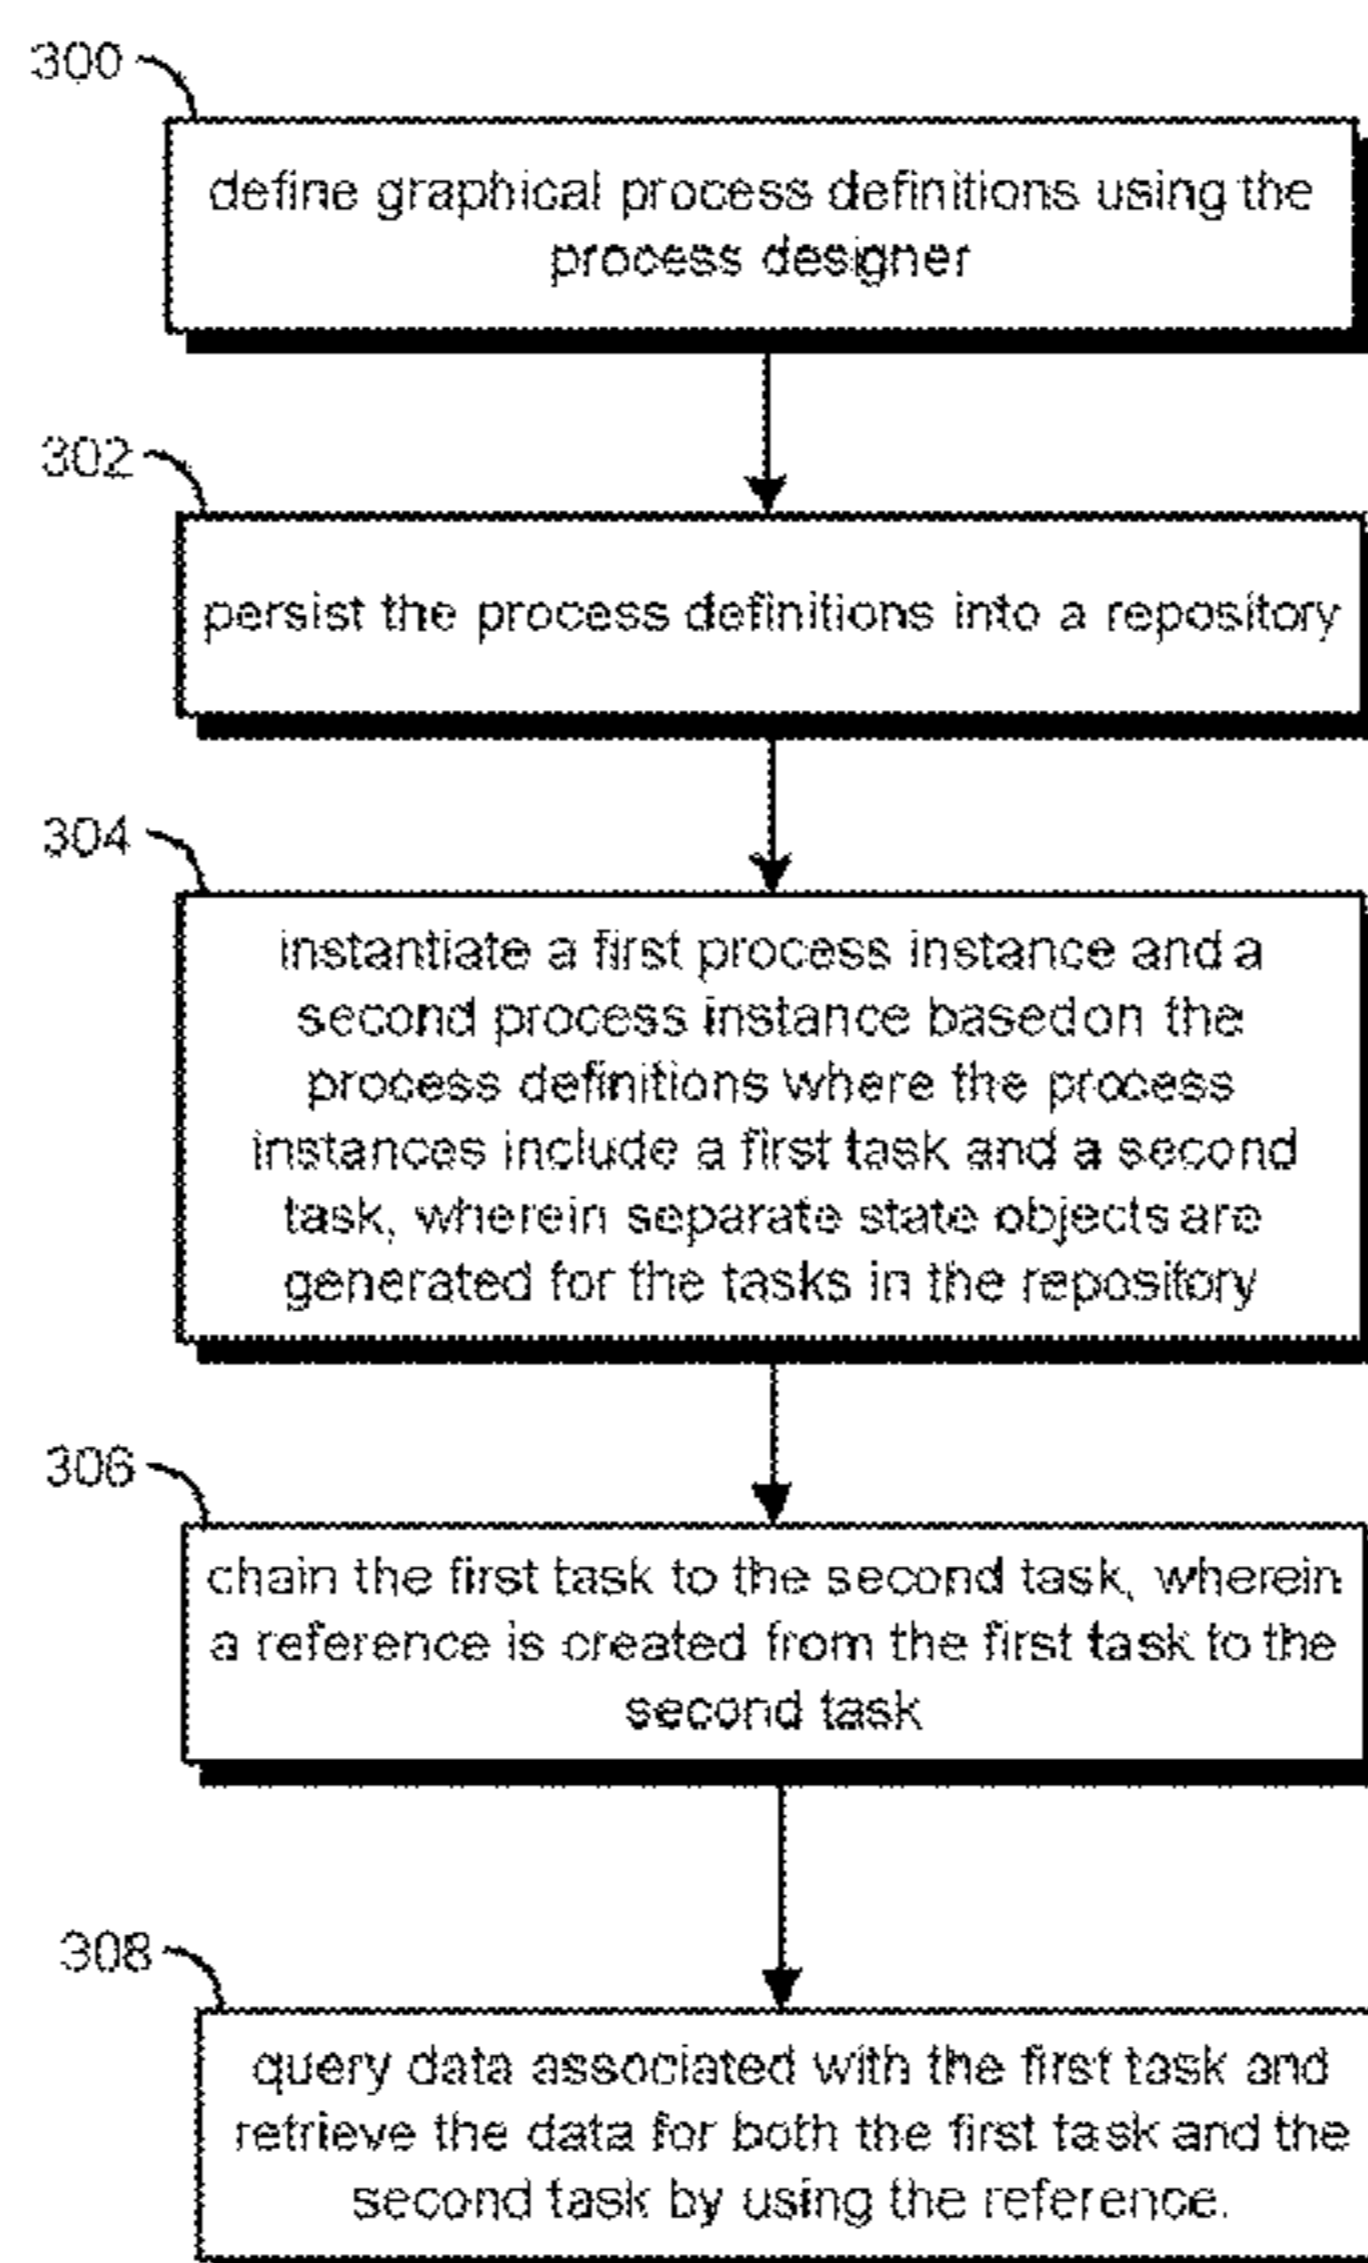 300
define graphical process definitions using the
process designer
302
persist the process definitions into a repository
304
instantiate a first process instance and a
second process instance based on the
process definitions where the process
instances include a first task and a second
task, wherein separate state objects are
generated for the tasks in the repository
306
chain the first task to the second task, wherein
a reference is created from the first task to the
second task
308
query data associated with the first task and
retrieve the data for both the first task and the
second task by using the reference.